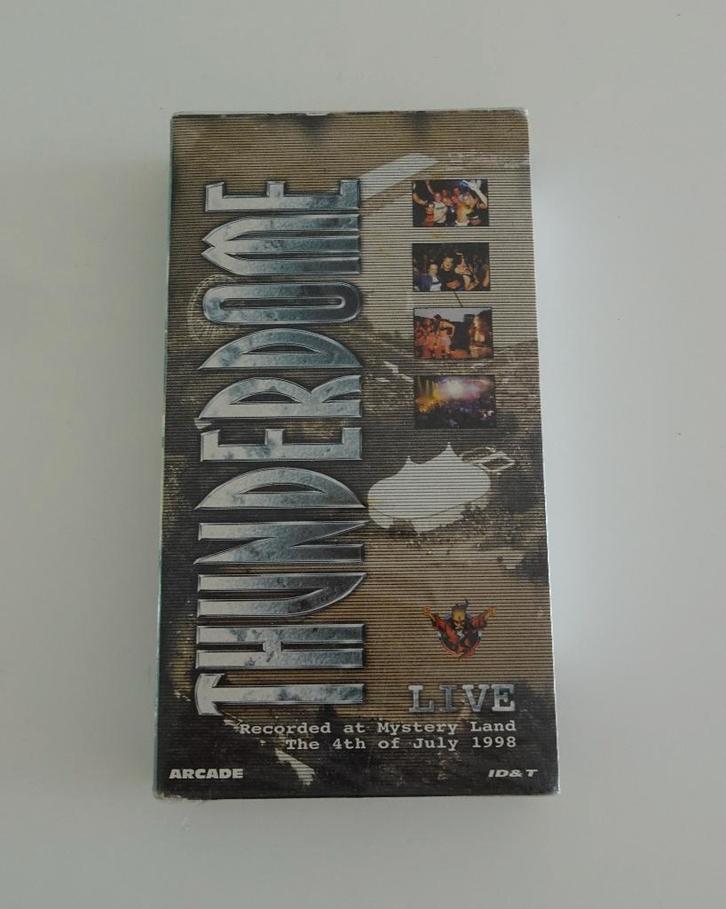 THUNDERDOME
LIVE
Recorded at Mystery Land
The 4th of July 1998
ARCADE
ID&T